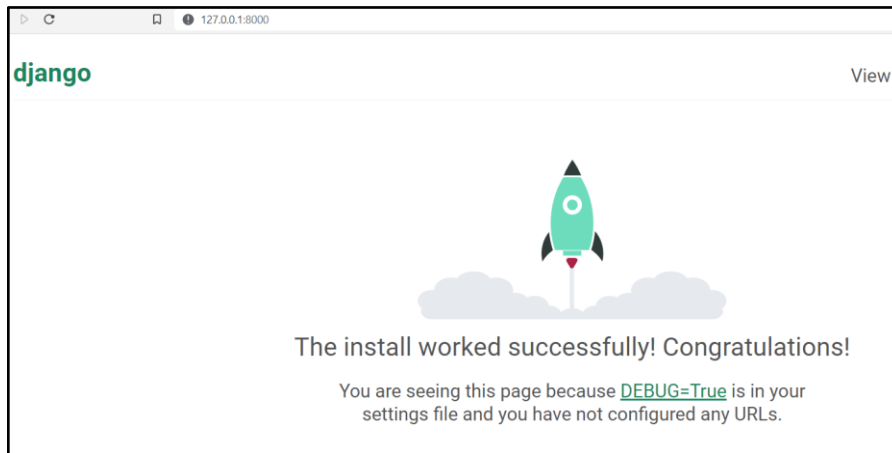 127.0.0.1:8000
django
View
The install worked successfully! Congratulations!
You are seeing this page because DEBUG=True is in your
settings file and you have not configured any URLs.